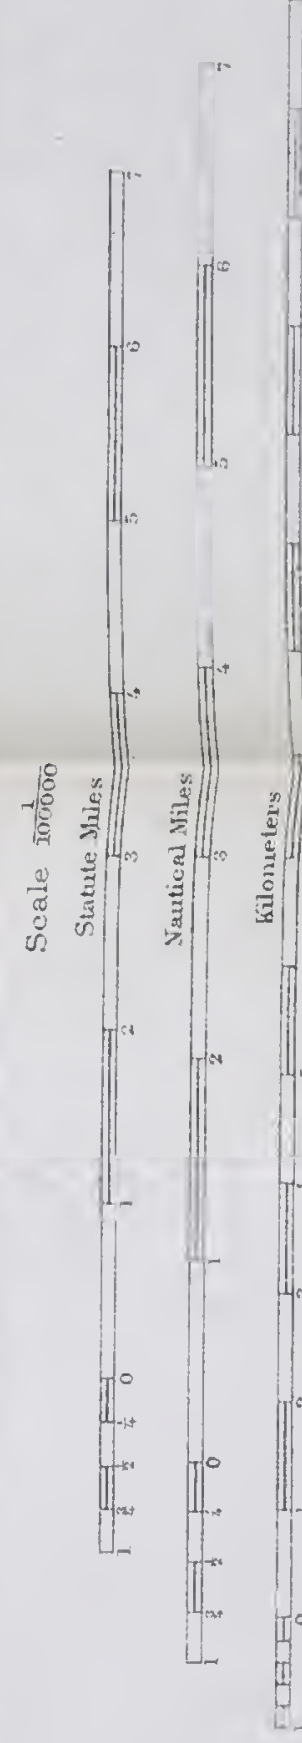 Scale 1/100000
Statute Miles
1 3/4 1/2 1/4 0 1 2 3 4 5 6 7
Nautical Miles
1 3/4 1/2 1/4 0 1 2 3 4 5 6 7
Kilometers